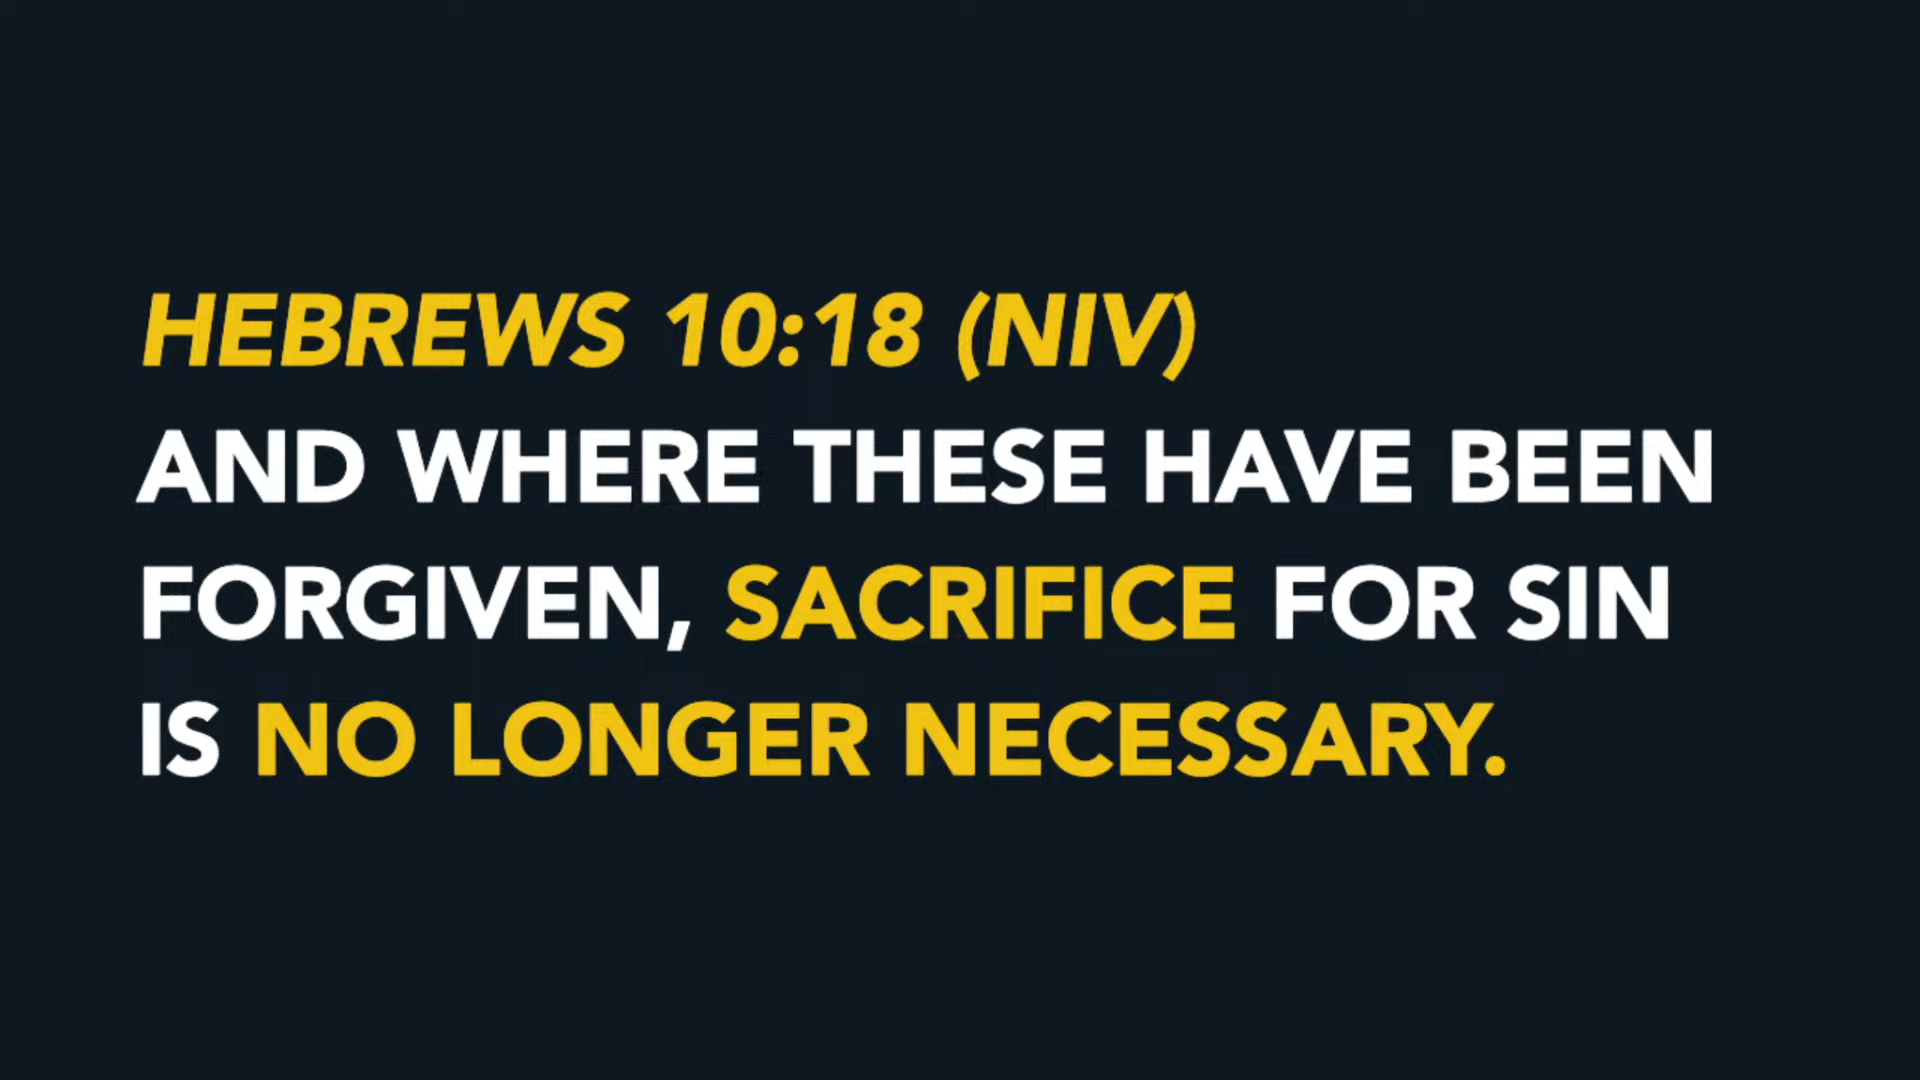 HEBREWS 10:18 (NIV)
AND WHERE THESE HAVE BEEN
FORGIVEN, SACRIFICE FOR SIN
IS NO LONGER NECESSARY.